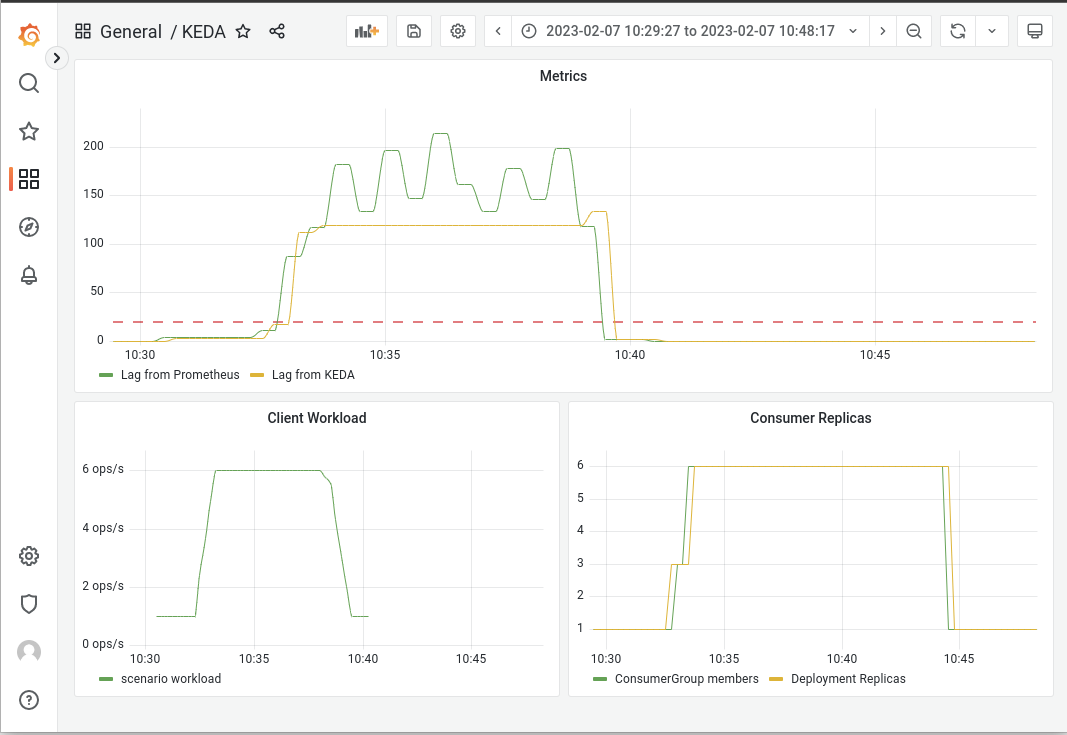 General / KEDA
2023-02-07 10:29:27 to 2023-02-07 10:48:17
Metrics
200
150
100
50
0
10:30 10:35 10:40 10:45
Lag from Prometheus Lag from KEDA
Client Workload
6 ops/s
4 ops/s
2 ops/s
0 ops/s
10:30 10:35 10:40 10:45
scenario workload
Consumer Replicas
6
5
4
3
2
1
10:30 10:35 10:40 10:45
ConsumerGroup members Deployment Replicas